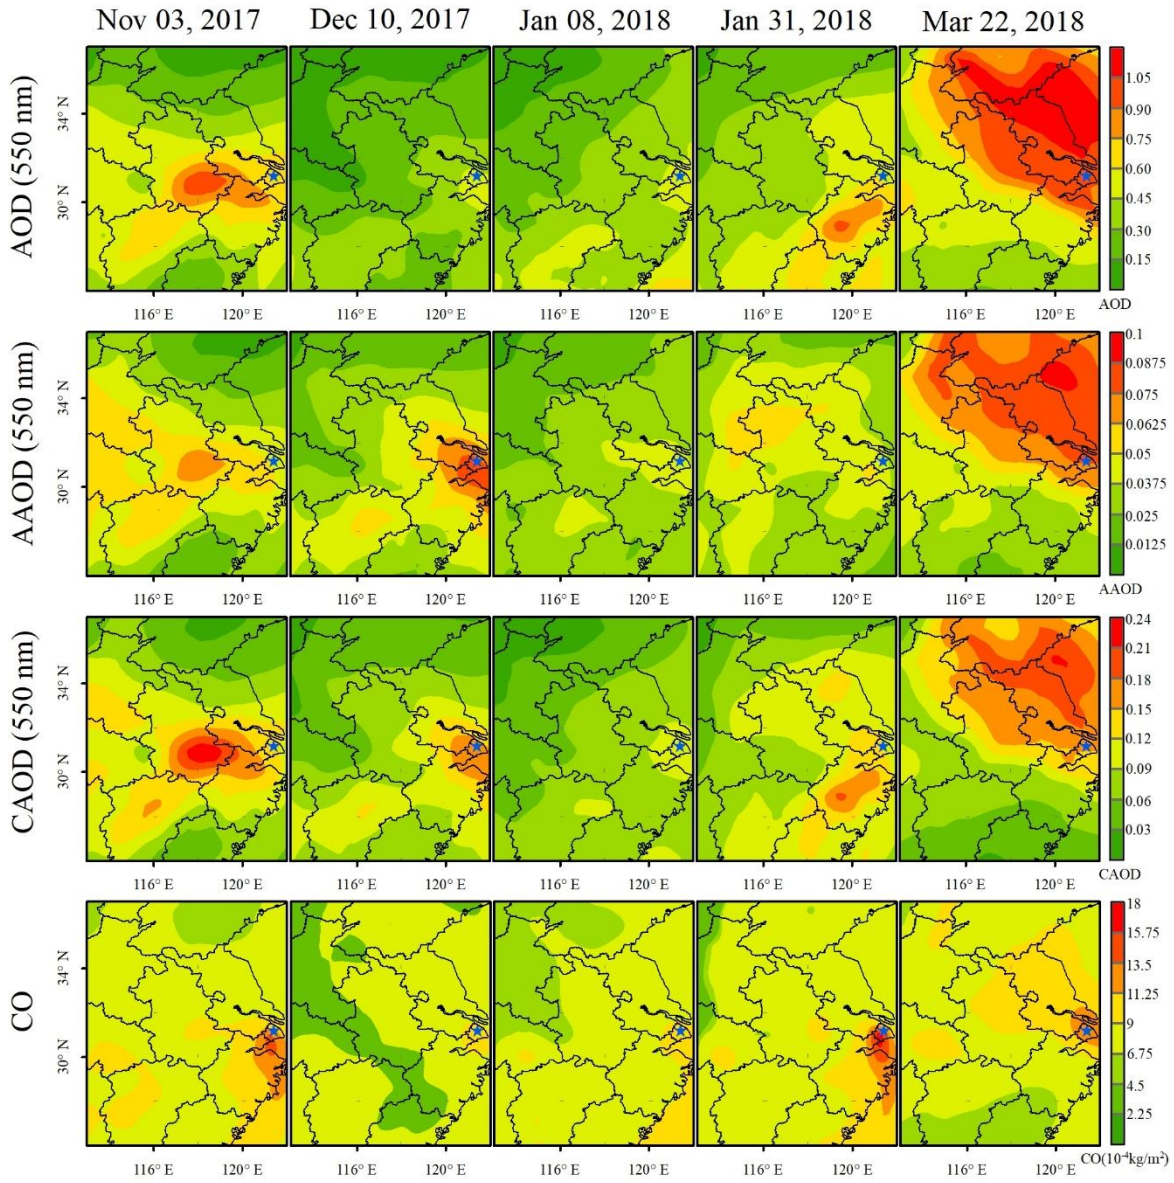 Nov 03, 2017 Dec 10, 2017 Jan 08, 2018 Jan 31, 2018 Mar 22, 2018
AOD (550 nm)
34° N
30° N
1.05
0.90
0.75
0.60
0.45
0.30
0.15
AOD
116° E 120° E 116° E 120° E 116° E 120° E 116° E 120° E 116° E 120° E
AAOD (550 nm)
34° N
30° N
0.1
0.0875
0.075
0.0625
0.05
0.0375
0.025
0.0125
AAOD
116° E 120° E 116° E 120° E 116° E 120° E 116° E 120° E 116° E 120° E
CAOD (550 nm)
34° N
30° N
0.24
0.21
0.18
0.15
0.12
0.09
0.06
0.03
CAOD
116° E 120° E 116° E 120° E 116° E 120° E 116° E 120° E 116° E 120° E
CO
34° N
30° N
18
15.75
13.5
11.25
9
6.75
4.5
2.25
CO(10⁻⁴kg/m²)
116° E 120° E 116° E 120° E 116° E 120° E 116° E 120° E 116° E 120° E